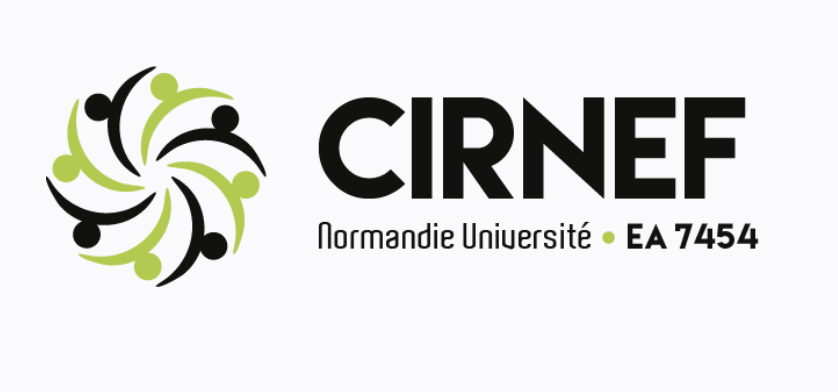 CIRNEF
Normandie Université • EA 7454